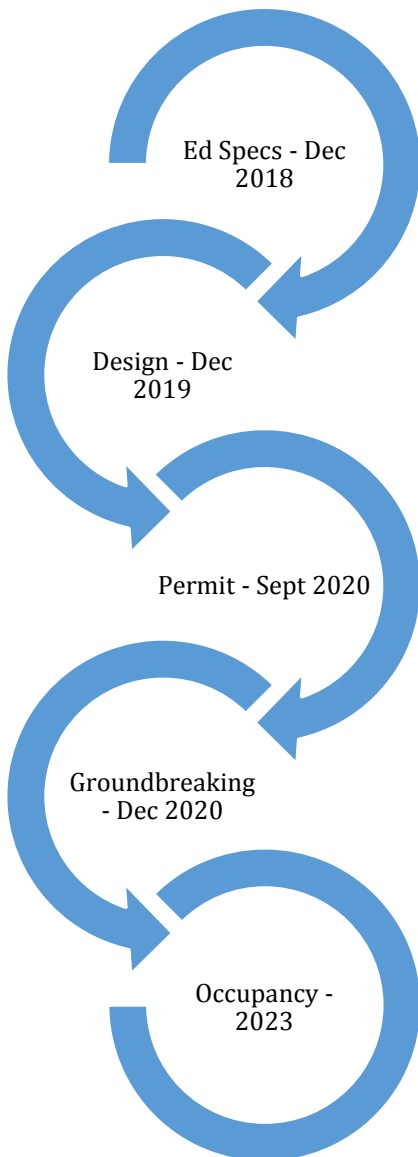 Ed Specs - Dec
2018
Design - Dec
2019
Permit - Sept 2020
Groundbreaking
- Dec 2020
Occupancy -
2023